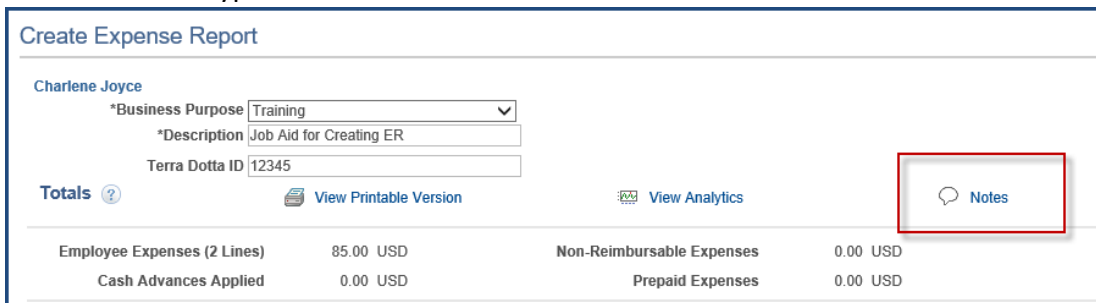 Create Expense Report
Charlene Joyce
*Business Purpose Training
*Description Job Aid for Creating ER
Terra Dotta ID 12345
Totals ? View Printable Version View Analytics Notes
Employee Expenses (2 Lines) 85.00 USD Non-Reimbursable Expenses 0.00 USD
Cash Advances Applied 0.00 USD Prepaid Expenses 0.00 USD